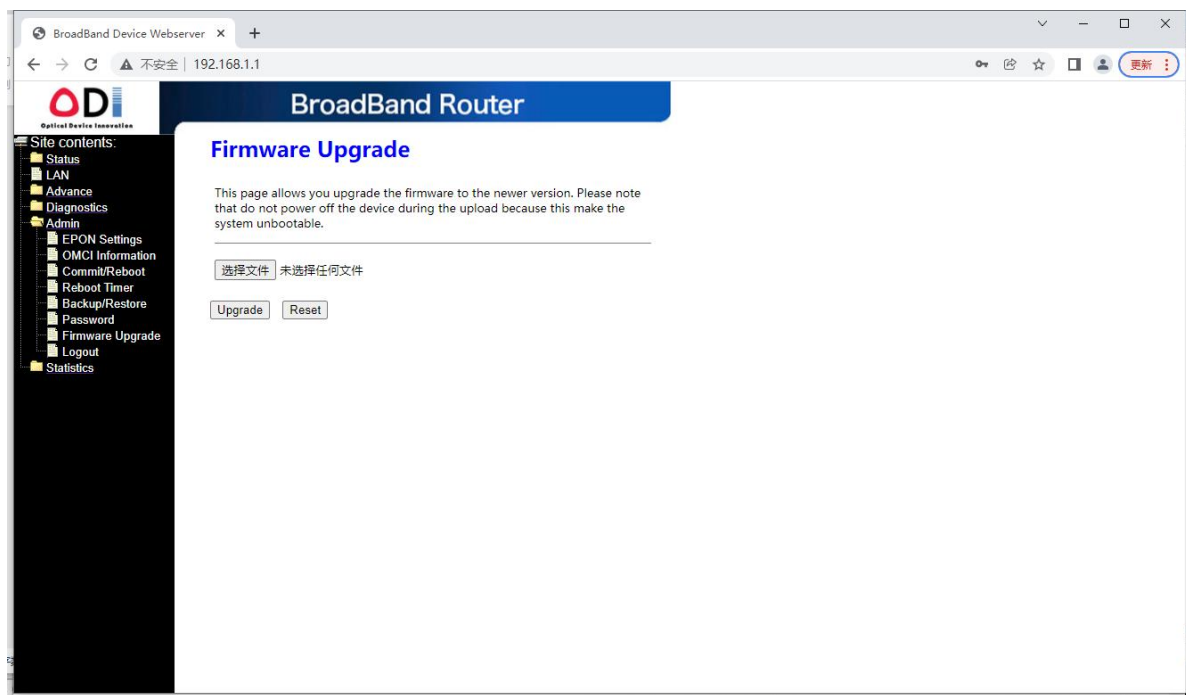 BroadBand Device Webserver
不安全 | 192.168.1.1
更新
ODI
Optical Device Innovation
BroadBand Router
Site contents:
Status
LAN
Advance
Diagnostics
Admin
EPON Settings
OMCI Information
Commit/Reboot
Reboot Timer
Backup/Restore
Password
Firmware Upgrade
Logout
Statistics
Firmware Upgrade
This page allows you upgrade the firmware to the newer version. Please note
that do not power off the device during the upload because this make the
system unbootable.
选择文件 未选择任何文件
Upgrade Reset